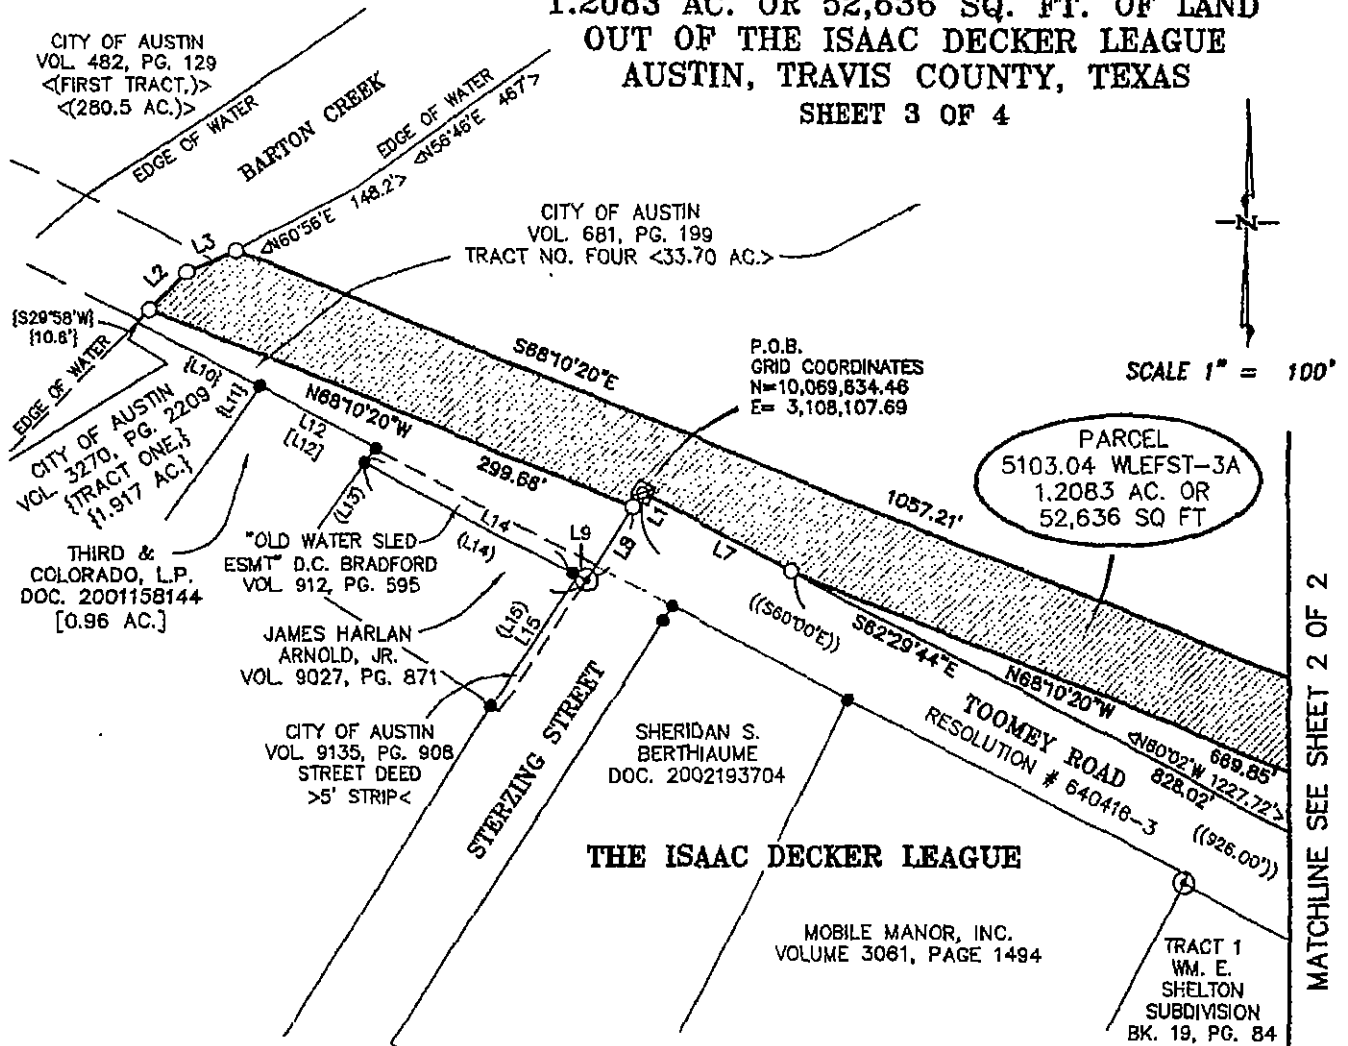 1.2083 AC. OR 52,636 SQ. FT. OF LAND
OUT OF THE ISAAC DECKER LEAGUE
AUSTIN, TRAVIS COUNTY, TEXAS
SHEET 3 OF 4
CITY OF AUSTIN
VOL. 482, PG. 129
<(FIRST TRACT,)>
<(280.5 AC.)>
EDGE OF WATER
BARTON CREEK
EDGE OF WATER
<N56°46'E 467'>
<N60°56'E 148.2'>
CITY OF AUSTIN
VOL. 681, PG. 199
TRACT NO. FOUR <33.70 AC.>
N
SCALE 1" = 100'
L2
L3
{S29°58'W}
{10.6'}
EDGE OF WATER
{L10}
{L11}
CITY OF AUSTIN
VOL. 3270, PG. 2209
{TRACT ONE,}
{1.917 AC.}
S68°10'20"E
1057.21'
N68°10'20"W
299.68'
P.O.B.
GRID COORDINATES
N=10,069,634.46
E= 3,108,107.69
PARCEL
5103.04 WLEFST-3A
1.2083 AC. OR
52,636 SQ FT
L12
[L12]
(L13)
L14
(L14)
L9
L8
L1
L7
((S60°00'E))
S62°29'44"E
828.02'
N68°10'20"W
669.85'
<N60°02'W 1227.72'>
((926.00'))
TOOMEY ROAD
RESOLUTION # 640416-3
THIRD &
COLORADO, L.P.
DOC. 2001158144
[0.96 AC.]
"OLD WATER SLED
ESMT" D.C. BRADFORD
VOL. 912, PG. 595
JAMES HARLAN
ARNOLD, JR.
VOL. 9027, PG. 871
(L15)
L15
CITY OF AUSTIN
VOL. 9135, PG. 908
STREET DEED
>5' STRIP<
STERZING STREET
SHERIDAN S.
BERTHIAUME
DOC. 2002193704
THE ISAAC DECKER LEAGUE
MOBILE MANOR, INC.
VOLUME 3061, PAGE 1494
TRACT 1
WM. E.
SHELTON
SUBDIVISION
BK. 19, PG. 84
MATCHLINE SEE SHEET 2 OF 2